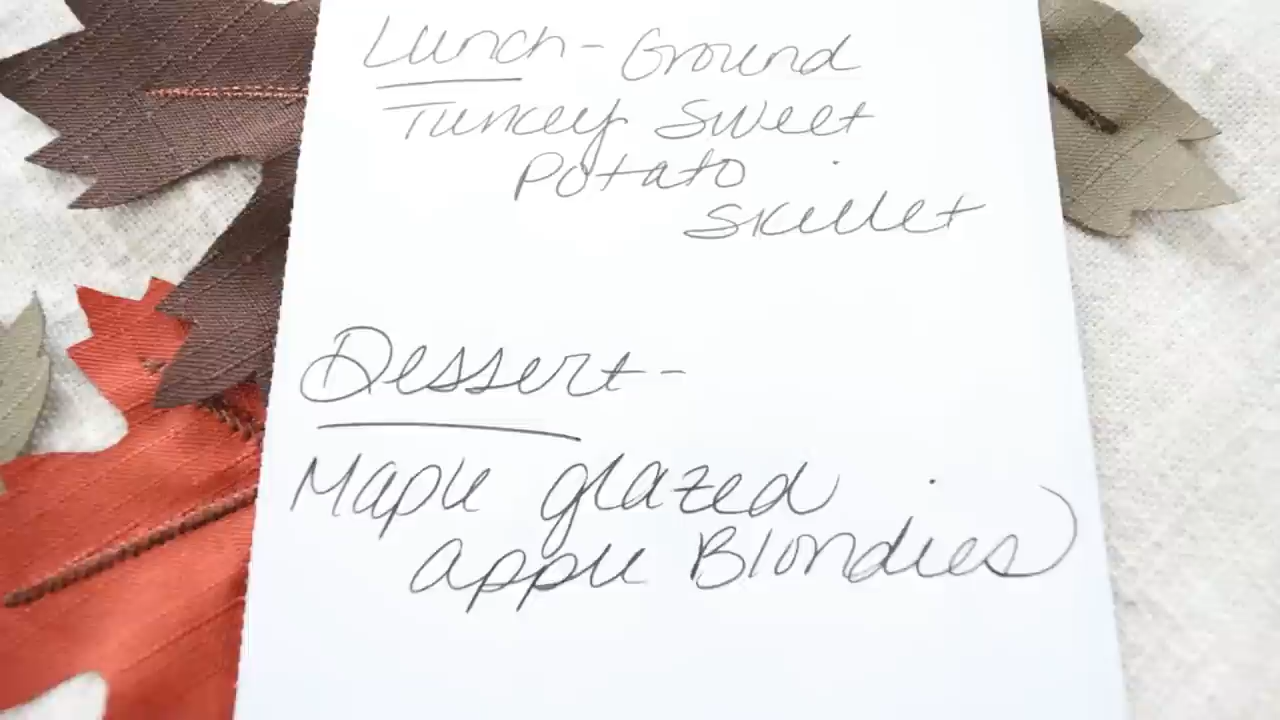 Lunch - Ground
Turkey Sweet
Potato
Skillet
Dessert -
Maple glazed
apple Blondies